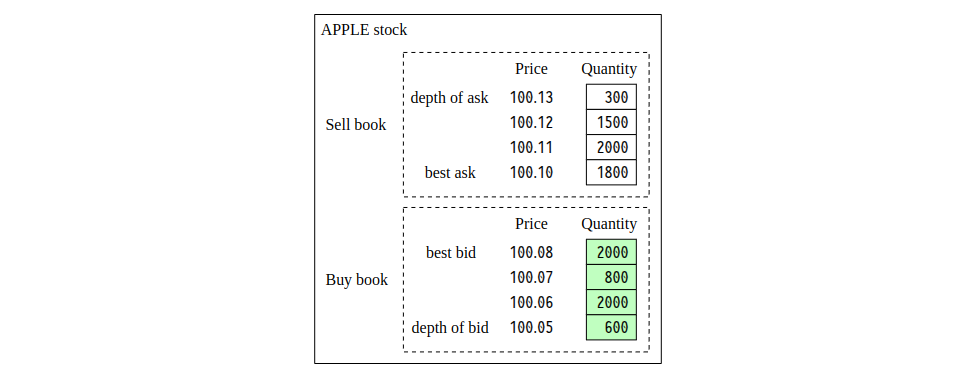 APPLE stock
Price Quantity
depth of ask 100.13 300
100.12 1500
Sell book
100.11 2000
best ask 100.10 1800
Price Quantity
best bid 100.08 2000
100.07 800
Buy book
100.06 2000
depth of bid 100.05 600